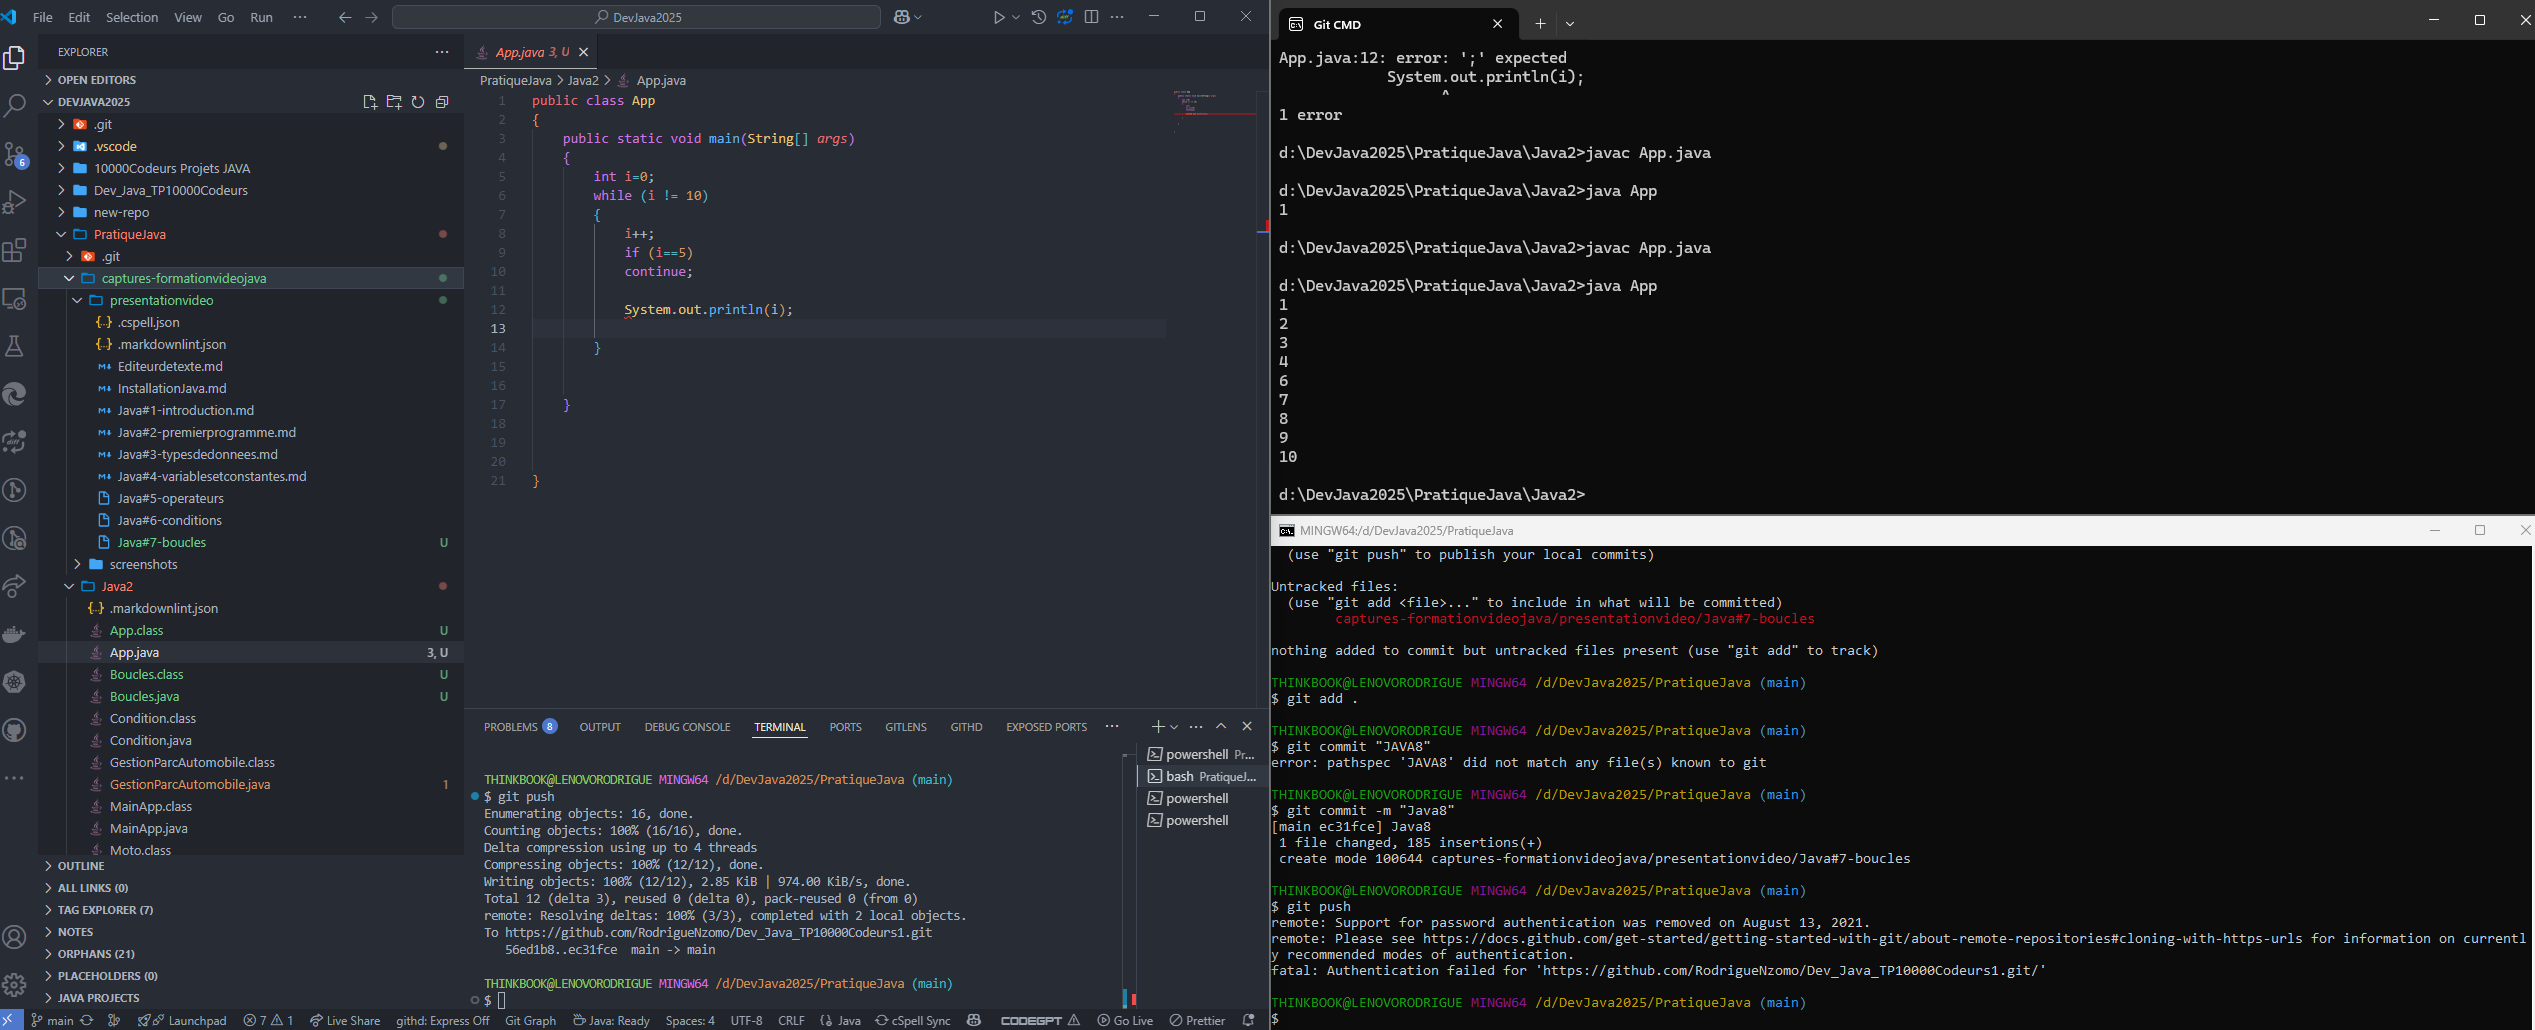 File Edit Selection View Go Run ··· DevJava2025
EXPLORER
OPEN EDITORS
DEVJAVA2025
.git
.vscode
10000Codeurs Projets JAVA
Dev_Java_TP10000Codeurs
new-repo
PratiqueJava
.git
captures-formationvideojava
presentationvideo
.cspell.json
.markdownlint.json
Editeurdetexte.md
InstallationJava.md
Java#1-introduction.md
Java#2-premierprogramme.md
Java#3-typesdedonnees.md
Java#4-variablesetconstantes.md
Java#5-operateurs
Java#6-conditions
Java#7-boucles U
screenshots
Java2
.markdownlint.json
App.class U
App.java 3, U
Boucles.class U
Boucles.java U
Condition.class
Condition.java
GestionParcAutomobile.class
GestionParcAutomobile.java 1
MainApp.class
MainApp.java
Moto.class
OUTLINE
ALL LINKS (0)
TAG EXPLORER (7)
NOTES
ORPHANS (21)
PLACEHOLDERS (0)
JAVA PROJECTS
6
App.java 3, U
PratiqueJava > Java2 > App.java
1 public class App
2 {
3 public static void main(String[] args)
4 {
5 int i=0;
6 while (i != 10)
7 {
8 i++;
9 if (i==5)
10 continue;
11
12 System.out.println(i);
13
14 }
15
16
17 }
18
19
20
21 }
PROBLEMS 8 OUTPUT DEBUG CONSOLE TERMINAL PORTS GITLENS GITHD EXPOSED PORTS ···
THINKBOOK@LENOVORODRIGUE MINGW64 /d/DevJava2025/PratiqueJava (main)
$ git push
Enumerating objects: 16, done.
Counting objects: 100% (16/16), done.
Delta compression using up to 4 threads
Compressing objects: 100% (12/12), done.
Writing objects: 100% (12/12), 2.85 KiB | 974.00 KiB/s, done.
Total 12 (delta 3), reused 0 (delta 0), pack-reused 0 (from 0)
remote: Resolving deltas: 100% (3/3), completed with 2 local objects.
To https://github.com/RodrigueNzomo/Dev_Java_TP10000Codeurs1.git
56ed1b8..ec31fce main -> main
THINKBOOK@LENOVORODRIGUE MINGW64 /d/DevJava2025/PratiqueJava (main)
$
powershell Pr...
bash PratiqueJ...
powershell
powershell
main Launchpad 7 1 Live Share githd: Express Off Git Graph Java: Ready Spaces: 4 UTF-8 CRLF {} Java cSpell Sync CODEGPT Go Live Prettier
Git CMD
App.java:12: error: ';' expected
System.out.println(i);
^
1 error
d:\DevJava2025\PratiqueJava\Java2>javac App.java
d:\DevJava2025\PratiqueJava\Java2>java App
1
d:\DevJava2025\PratiqueJava\Java2>javac App.java
d:\DevJava2025\PratiqueJava\Java2>java App
1
2
3
4
6
7
8
9
10
d:\DevJava2025\PratiqueJava\Java2>
MINGW64:/d/DevJava2025/PratiqueJava
(use "git push" to publish your local commits)
Untracked files:
(use "git add <file>..." to include in what will be committed)
captures-formationvideojava/presentationvideo/Java#7-boucles
nothing added to commit but untracked files present (use "git add" to track)
THINKBOOK@LENOVORODRIGUE MINGW64 /d/DevJava2025/PratiqueJava (main)
$ git add .
THINKBOOK@LENOVORODRIGUE MINGW64 /d/DevJava2025/PratiqueJava (main)
$ git commit "JAVA8"
error: pathspec 'JAVA8' did not match any file(s) known to git
THINKBOOK@LENOVORODRIGUE MINGW64 /d/DevJava2025/PratiqueJava (main)
$ git commit -m "Java8"
[main ec31fce] Java8
1 file changed, 185 insertions(+)
create mode 100644 captures-formationvideojava/presentationvideo/Java#7-boucles
THINKBOOK@LENOVORODRIGUE MINGW64 /d/DevJava2025/PratiqueJava (main)
$ git push
remote: Support for password authentication was removed on August 13, 2021.
remote: Please see https://docs.github.com/get-started/getting-started-with-git/about-remote-repositories#cloning-with-https-urls for information on currentl
y recommended modes of authentication.
fatal: Authentication failed for 'https://github.com/RodrigueNzomo/Dev_Java_TP10000Codeurs1.git/'
THINKBOOK@LENOVORODRIGUE MINGW64 /d/DevJava2025/PratiqueJava (main)
$